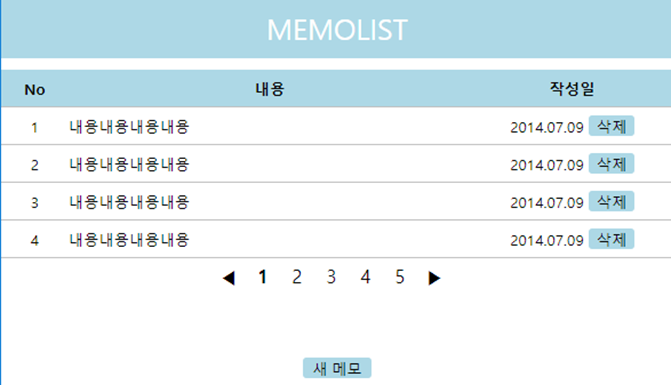 MEMOLIST
No 내용 작성일
1 내용내용내용내용 2014.07.09 삭제
2 내용내용내용내용 2014.07.09 삭제
3 내용내용내용내용 2014.07.09 삭제
4 내용내용내용내용 2014.07.09 삭제
◀ 1 2 3 4 5 ▶
새 메모